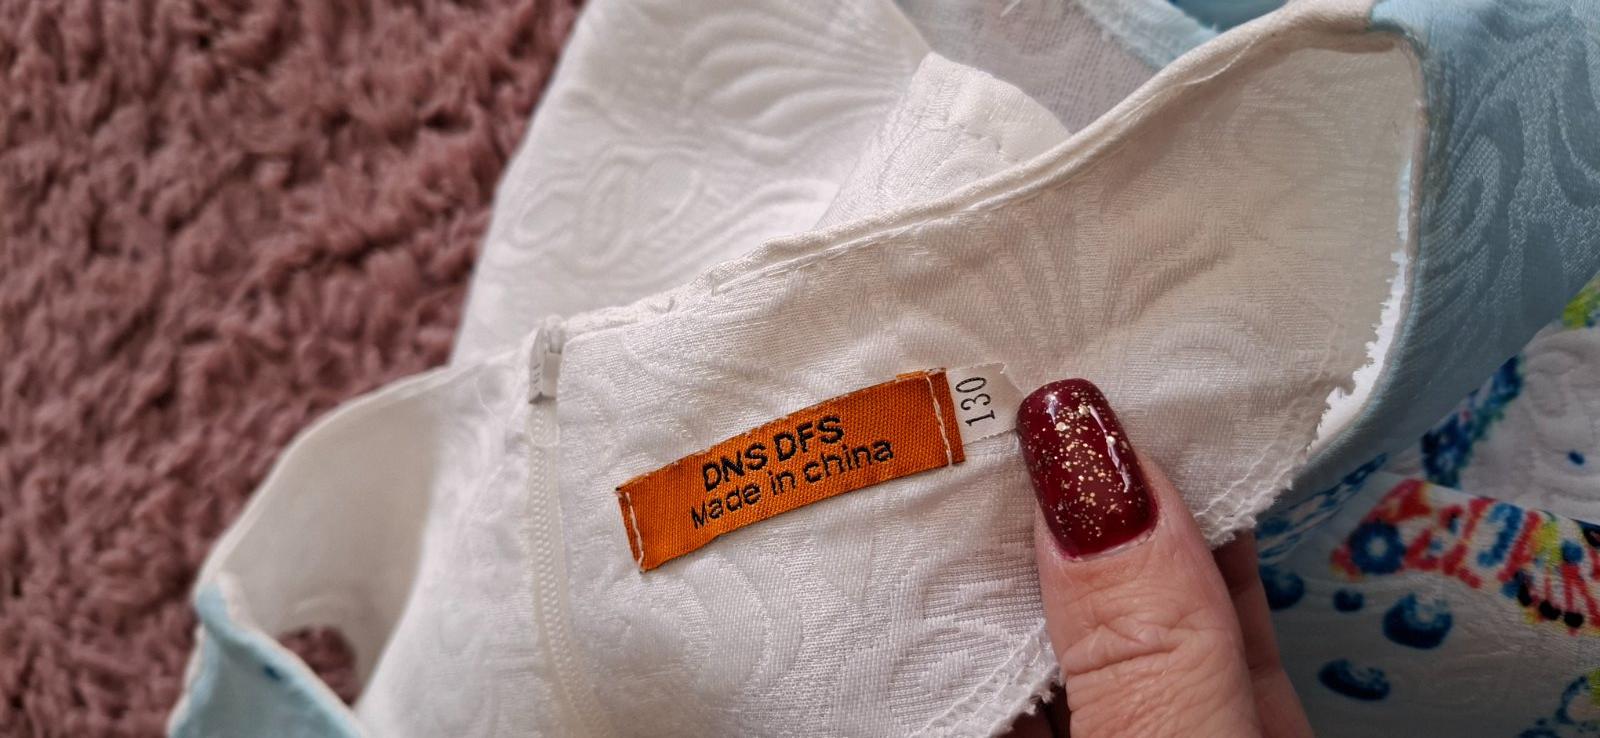 DNS DFS
Made in china
130